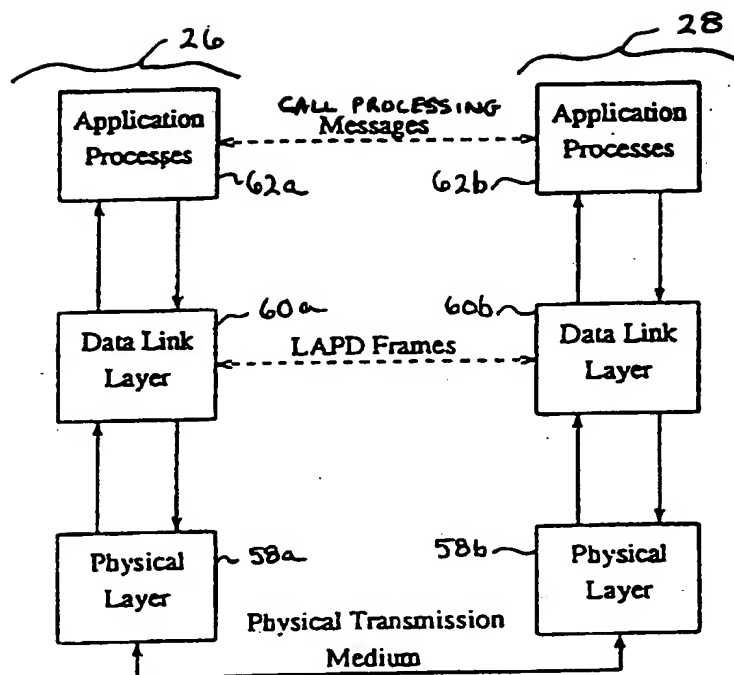 26
28
Application
Processes
62a
CALL PROCESSING
Messages
Application
Processes
62b
60a
Data Link
Layer
LAPD Frames
60b
Data Link
Layer
Physical
Layer
58a
58b
Physical
Layer
Physical Transmission
Medium